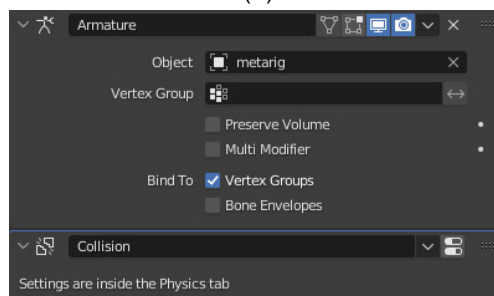 Armature
Object metarig
Vertex Group
Preserve Volume
Multi Modifier
Bind To Vertex Groups
Bone Envelopes
Collision
Settings are inside the Physics tab